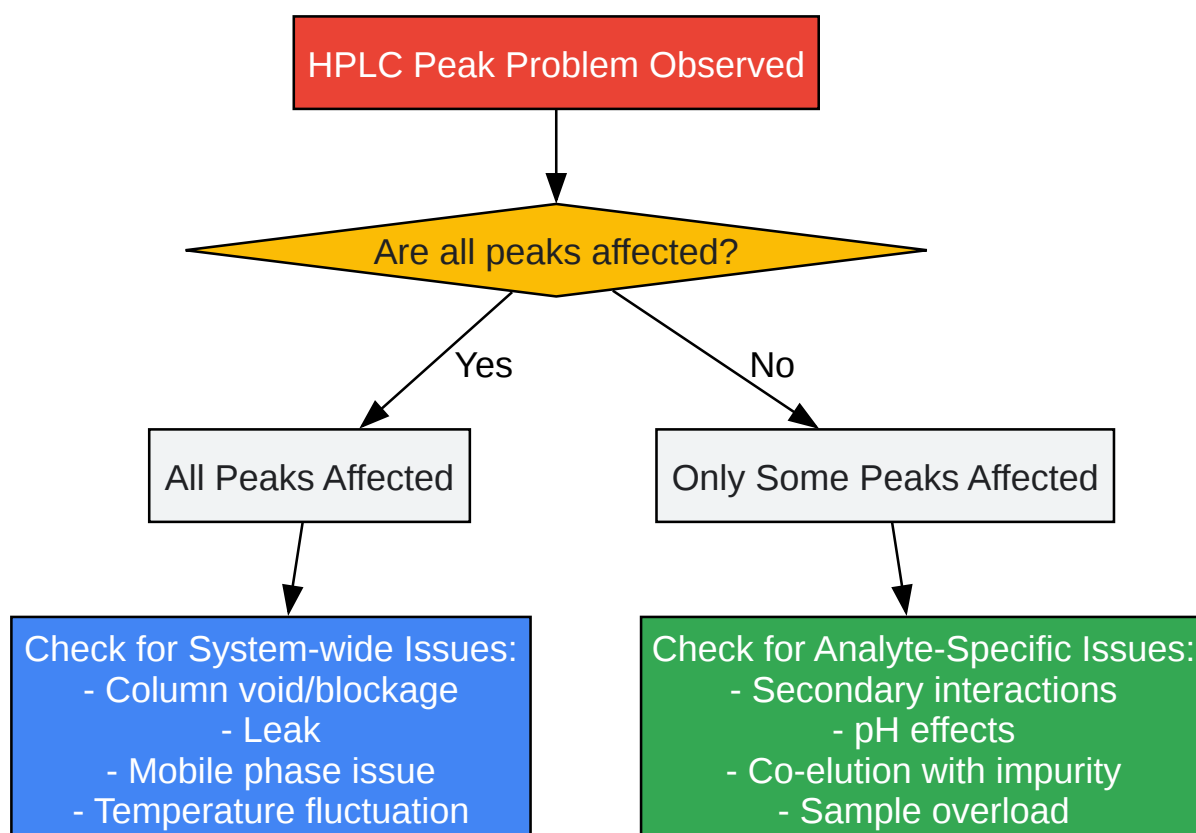 HPLC Peak Problem Observed
Are all peaks affected?
Yes
No
All Peaks Affected
Only Some Peaks Affected
Check for System-wide Issues:
- Column void/blockage
- Leak
- Mobile phase issue
- Temperature fluctuation
Check for Analyte-Specific Issues:
- Secondary interactions
- pH effects
- Co-elution with impurity
- Sample overload